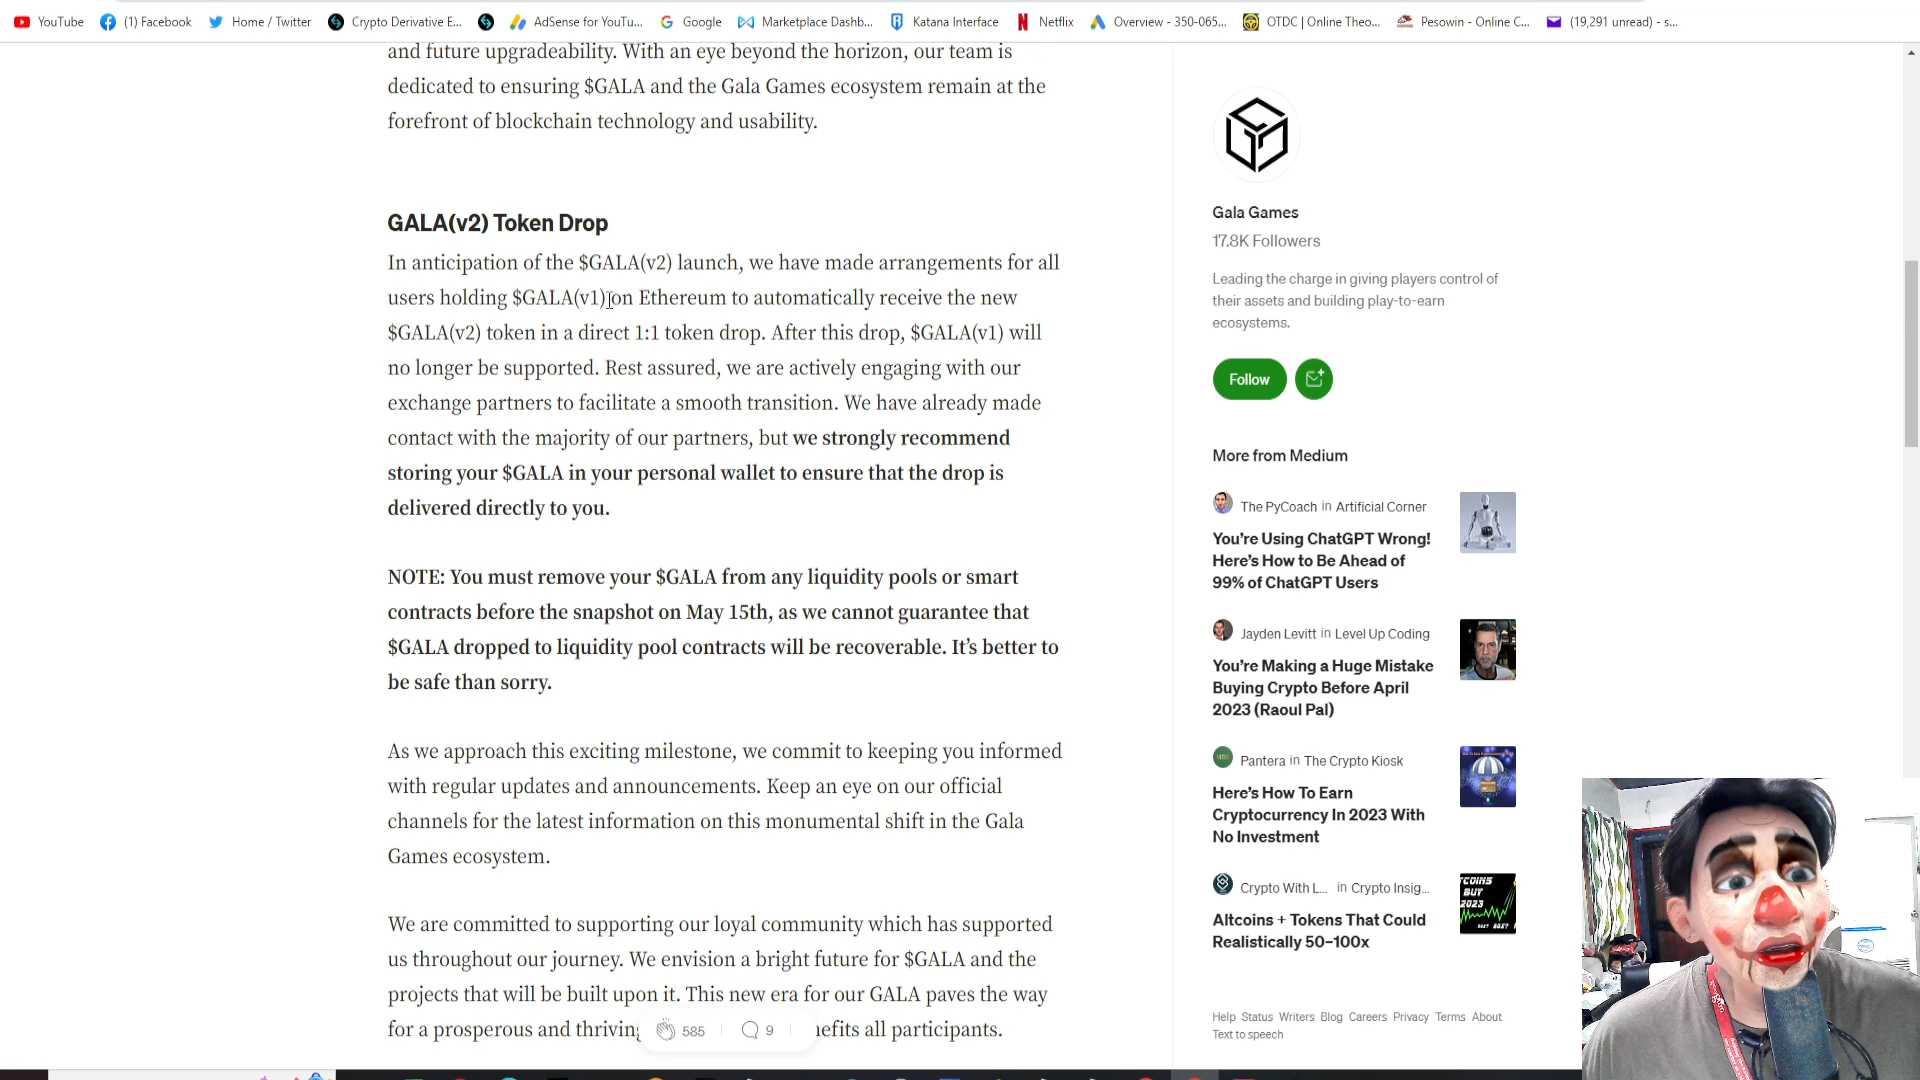 YouTube
(1) Facebook
Home / Twitter
Crypto Derivative E...
AdSense for YouTu...
Google
Marketplace Dashb...
Katana Interface
Netflix
Overview - 350-065...
OTDC | Online Theo...
Pesowin - Online C...
(19,291 unread) - s...
and future upgradeability. With an eye beyond the horizon, our team is
dedicated to ensuring $GALA and the Gala Games ecosystem remain at the
forefront of blockchain technology and usability.
GALA(v2) Token Drop
In anticipation of the $GALA(v2) launch, we have made arrangements for all
users holding $GALA(v1) on Ethereum to automatically receive the new
$GALA(v2) token in a direct 1:1 token drop. After this drop, $GALA(v1) will
no longer be supported. Rest assured, we are actively engaging with our
exchange partners to facilitate a smooth transition. We have already made
contact with the majority of our partners, but we strongly recommend
storing your $GALA in your personal wallet to ensure that the drop is
delivered directly to you.
NOTE: You must remove your $GALA from any liquidity pools or smart
contracts before the snapshot on May 15th, as we cannot guarantee that
$GALA dropped to liquidity pool contracts will be recoverable. It’s better to
be safe than sorry.
As we approach this exciting milestone, we commit to keeping you informed
with regular updates and announcements. Keep an eye on our official
channels for the latest information on this monumental shift in the Gala
Games ecosystem.
We are committed to supporting our loyal community which has supported
us throughout our journey. We envision a bright future for $GALA and the
projects that will be built upon it. This new era for our GALA paves the way
for a prosperous and thriving
585
9
all participants.
Gala Games
17.8K Followers
Leading the charge in giving players control of
their assets and building play-to-earn
ecosystems.
Follow
More from Medium
The PyCoach in Artificial Corner
You’re Using ChatGPT Wrong!
Here’s How to Be Ahead of
99% of ChatGPT Users
Jayden Levitt in Level Up Coding
You’re Making a Huge Mistake
Buying Crypto Before April
2023 (Raoul Pal)
Pantera in The Crypto Kiosk
Here’s How To Earn
Cryptocurrency In 2023 With
No Investment
Crypto With L... in Crypto Insig...
Altcoins + Tokens That Could
Realistically 50–100x
Help Status Writers Blog Careers Privacy Terms About
Text to speech